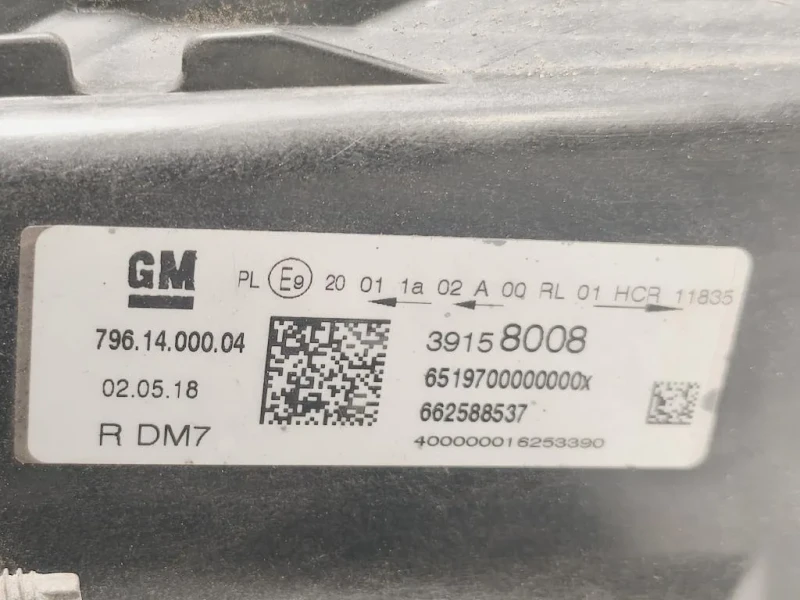 GM
PL E9 20 01 1a 02 A 00 RL 01 HCR 11835
796.14.000.04
39158008
02.05.18
6519700000000x
662588537
R DM7
400000016253390